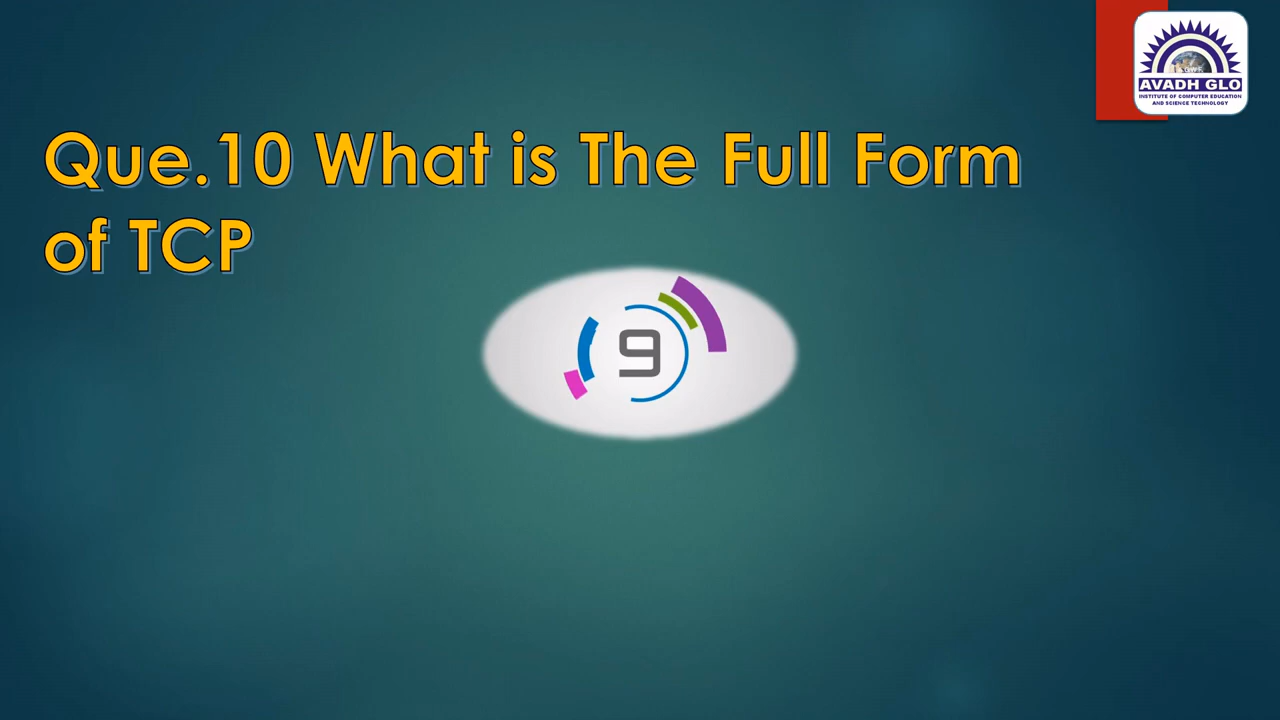 AVADH GLO
INSTITUTE OF COMPUTER EDUCATION
AND SCIENCE TECHNOLOGY
Que.10 What is The Full Form
of TCP
9